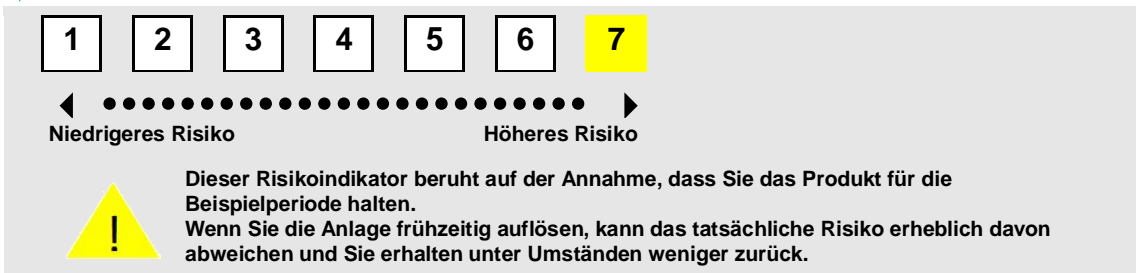 1 2 3 4 5 6 7
Niedrigeres Risiko Höheres Risiko
Dieser Risikoindikator beruht auf der Annahme, dass Sie das Produkt für die
Beispielperiode halten.
Wenn Sie die Anlage frühzeitig auflösen, kann das tatsächliche Risiko erheblich davon
abweichen und Sie erhalten unter Umständen weniger zurück.
!